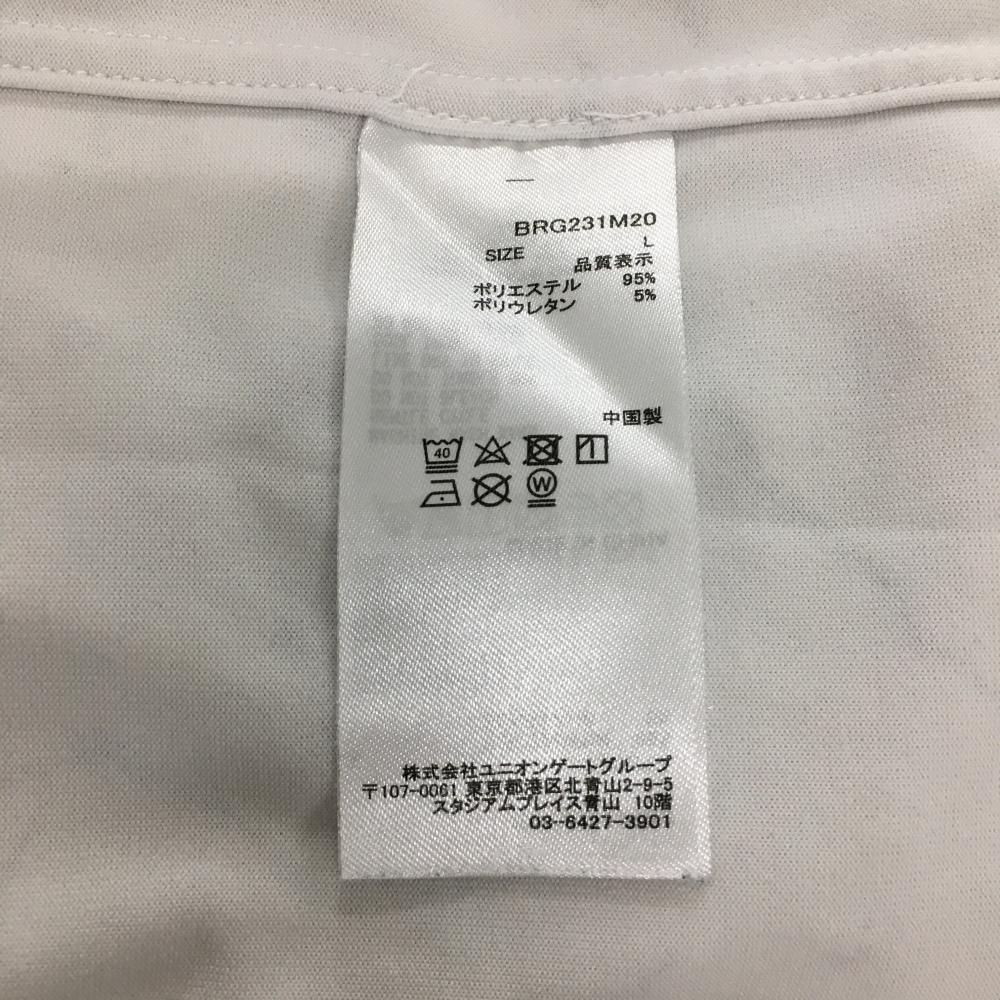 BRG231M20
SIZE L
品質表示
ポリエステル 95%
ポリウレタン 5%
中国製
40
W
株式会社ユニオンゲートグループ
〒107-0061 東京都港区北青山2-9-5
スタジアムプレイス青山 10階
03-6427-3901